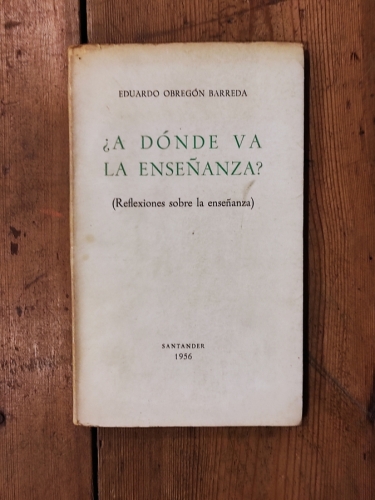 EDUARDO OBREGÓN BARREDA
¿A DÓNDE VA
LA ENSEÑANZA?
(Reflexiones sobre la enseñanza)
SANTANDER
1956